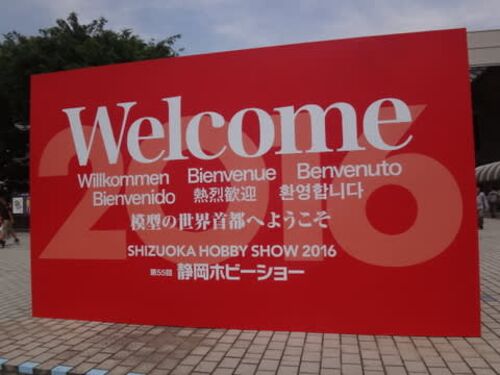 2016
Welcome
Willkommen Bienvenue Benvenuto
Bienvenido 熱烈歓迎 환영합니다
模型の世界首都へようこそ
SHIZUOKA HOBBY SHOW 2016
第55回 静岡ホビーショー